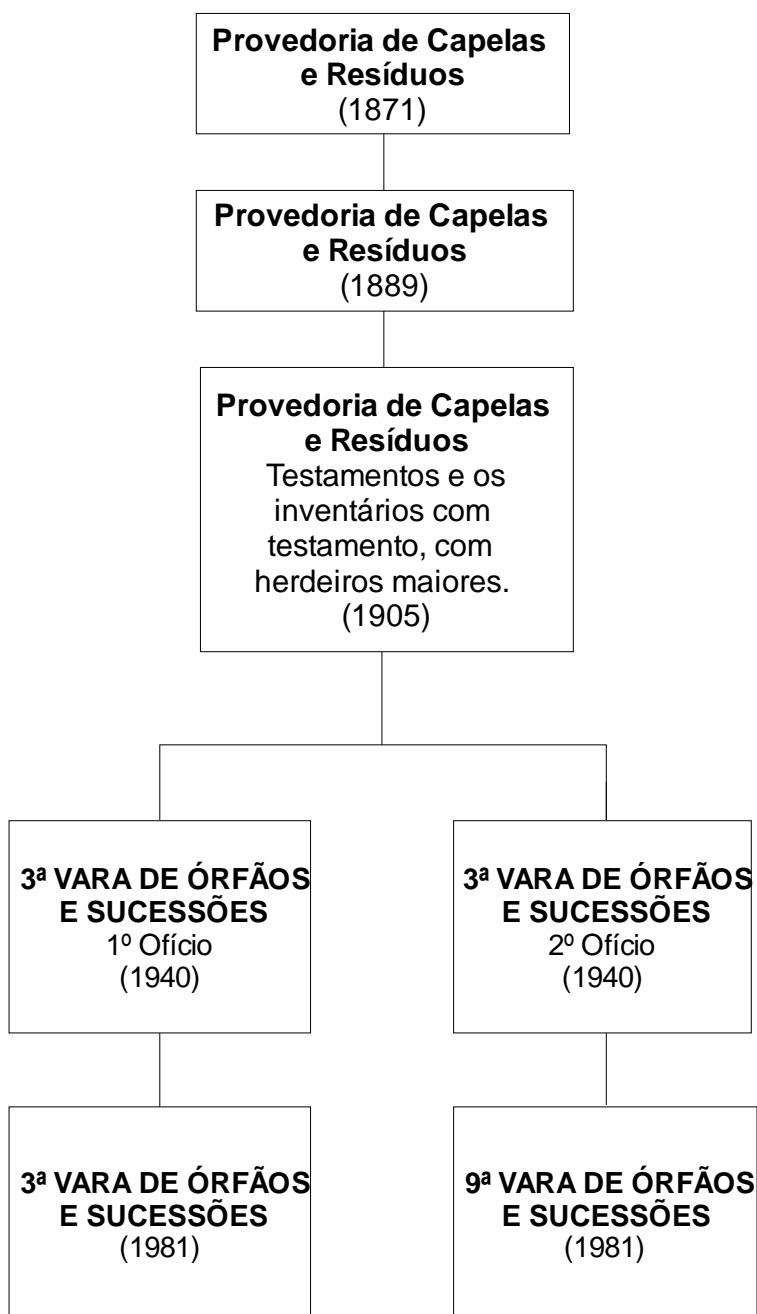 Provedoria de Capelas
e Resíduos
(1871)
Provedoria de Capelas
e Resíduos
(1889)
Provedoria de Capelas
e Resíduos
Testamentos e os
inventários com
testamento, com
herdeiros maiores.
(1905)
3ª VARA DE ÓRFÃOS
E SUCESSÕES
1º Ofício
(1940)
3ª VARA DE ÓRFÃOS
E SUCESSÕES
2º Ofício
(1940)
3ª VARA DE ÓRFÃOS
E SUCESSÕES
(1981)
9ª VARA DE ÓRFÃOS
E SUCESSÕES
(1981)